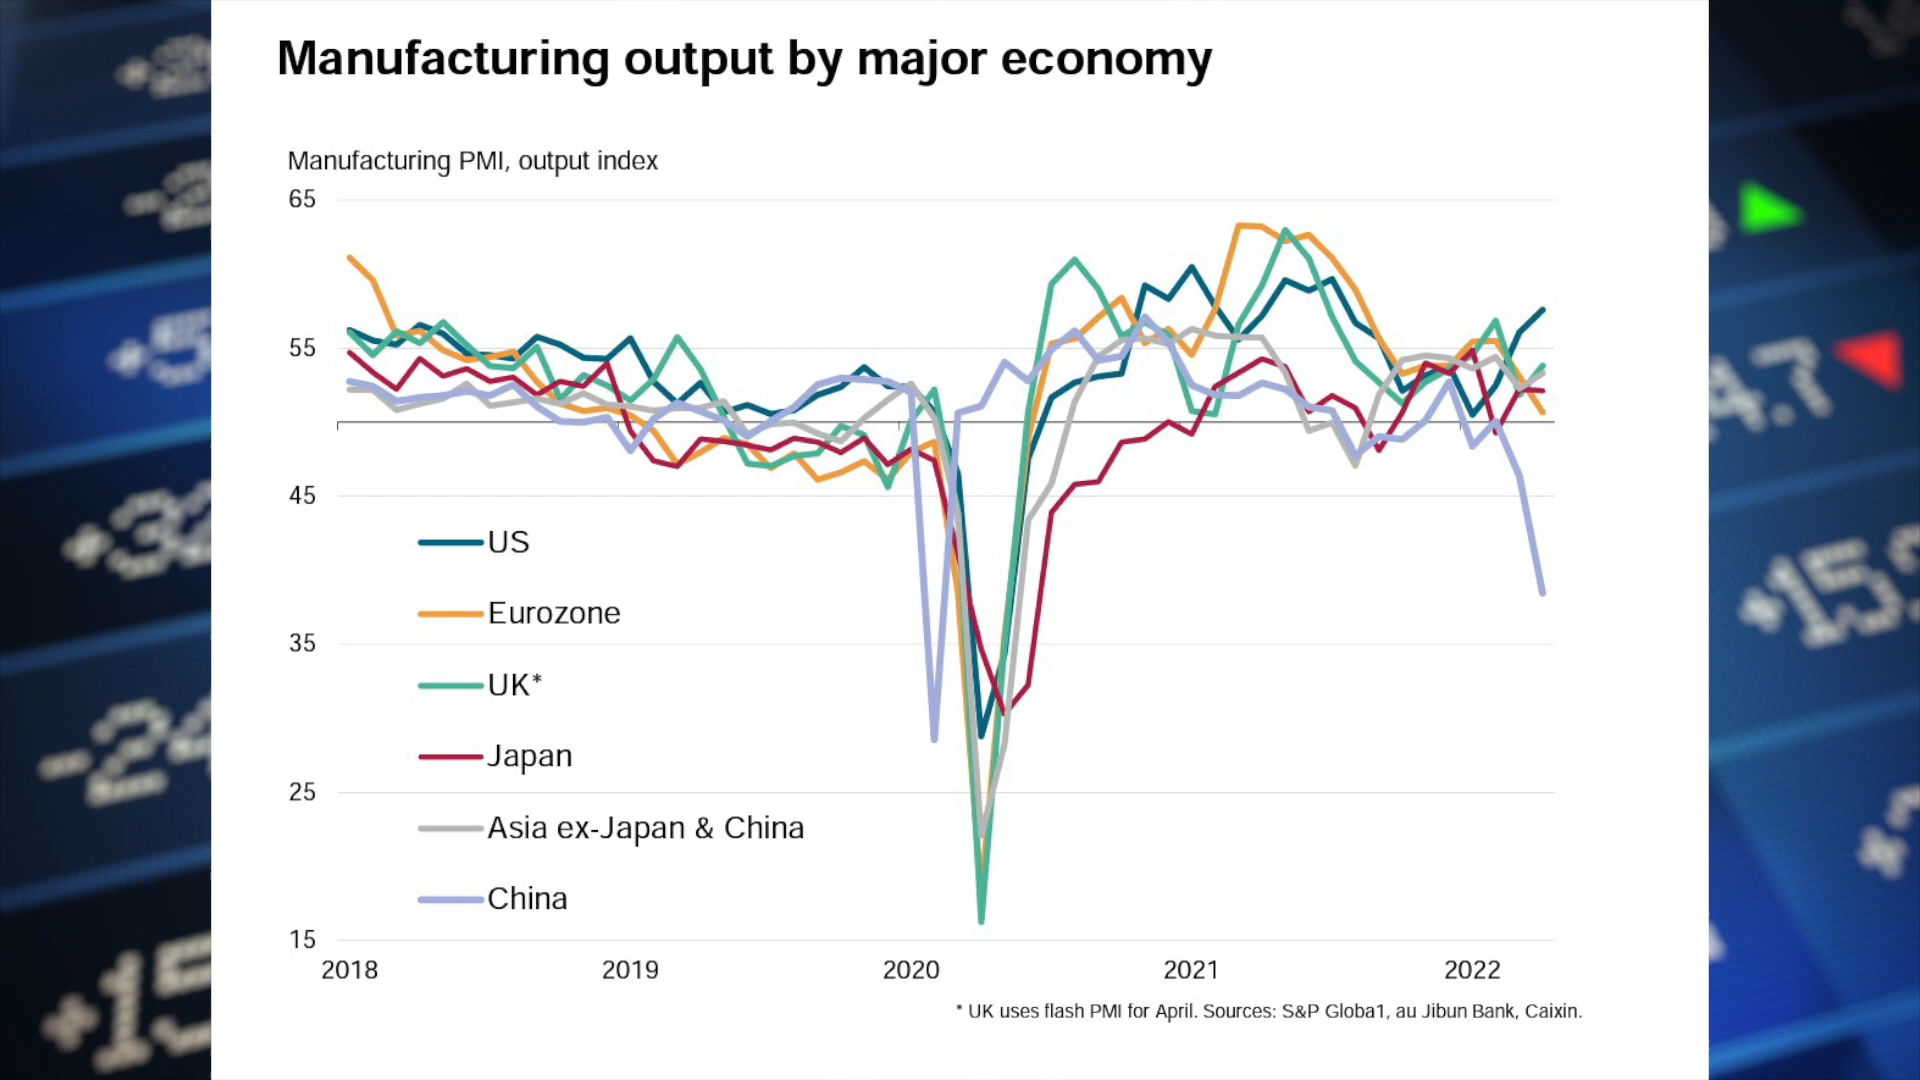 Manufacturing output by major economy
Manufacturing PMI, output index
65
55
45
35
25
15
US
Eurozone
UK*
Japan
Asia ex-Japan & China
China
2018 2019 2020 2021 2022
* UK uses flash PMI for April. Sources: S&P Globa1, au Jibun Bank, Caixin.